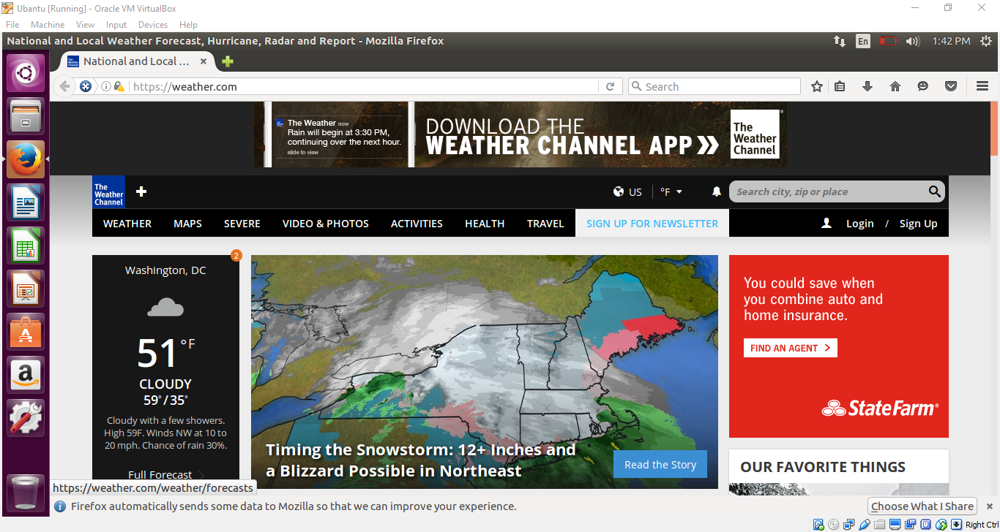 Ubantu [Running] - Oracle VM VirtualBox
File Machine View Input Devices Help
National and Local Weather Forecast, Hurricane, Radar and Report - Mozilla Firefox
En
1:42 PM
The Weather Channel
National and Local ...
https://weather.com
Search
The Weather now
Rain will begin at 3:30 PM,
continuing over the next hour.
slide to view
DOWNLOAD THE
WEATHER CHANNEL APP
The
Weather
Channel
The
Weather
Channel
US
°F
Search city, zip or place
WEATHER MAPS SEVERE VIDEO & PHOTOS ACTIVITIES HEALTH TRAVEL SIGN UP FOR NEWSLETTER Login / Sign Up
2
Washington, DC
51°F
CLOUDY
59°/35°
Cloudy with a few showers.
High 59F. Winds NW at 10 to
20 mph. Chance of rain 30%.
Full Forecast
Timing the Snowstorm: 12+ Inches and
a Blizzard Possible in Northeast
Read the Story
You could save when
you combine auto and
home insurance.
FIND AN AGENT >
StateFarm®
OUR FAVORITE THINGS
a
https://weather.com/weather/forecasts
Firefox automatically sends some data to Mozilla so that we can improve your experience.
Choose What I Share
Right Ctrl